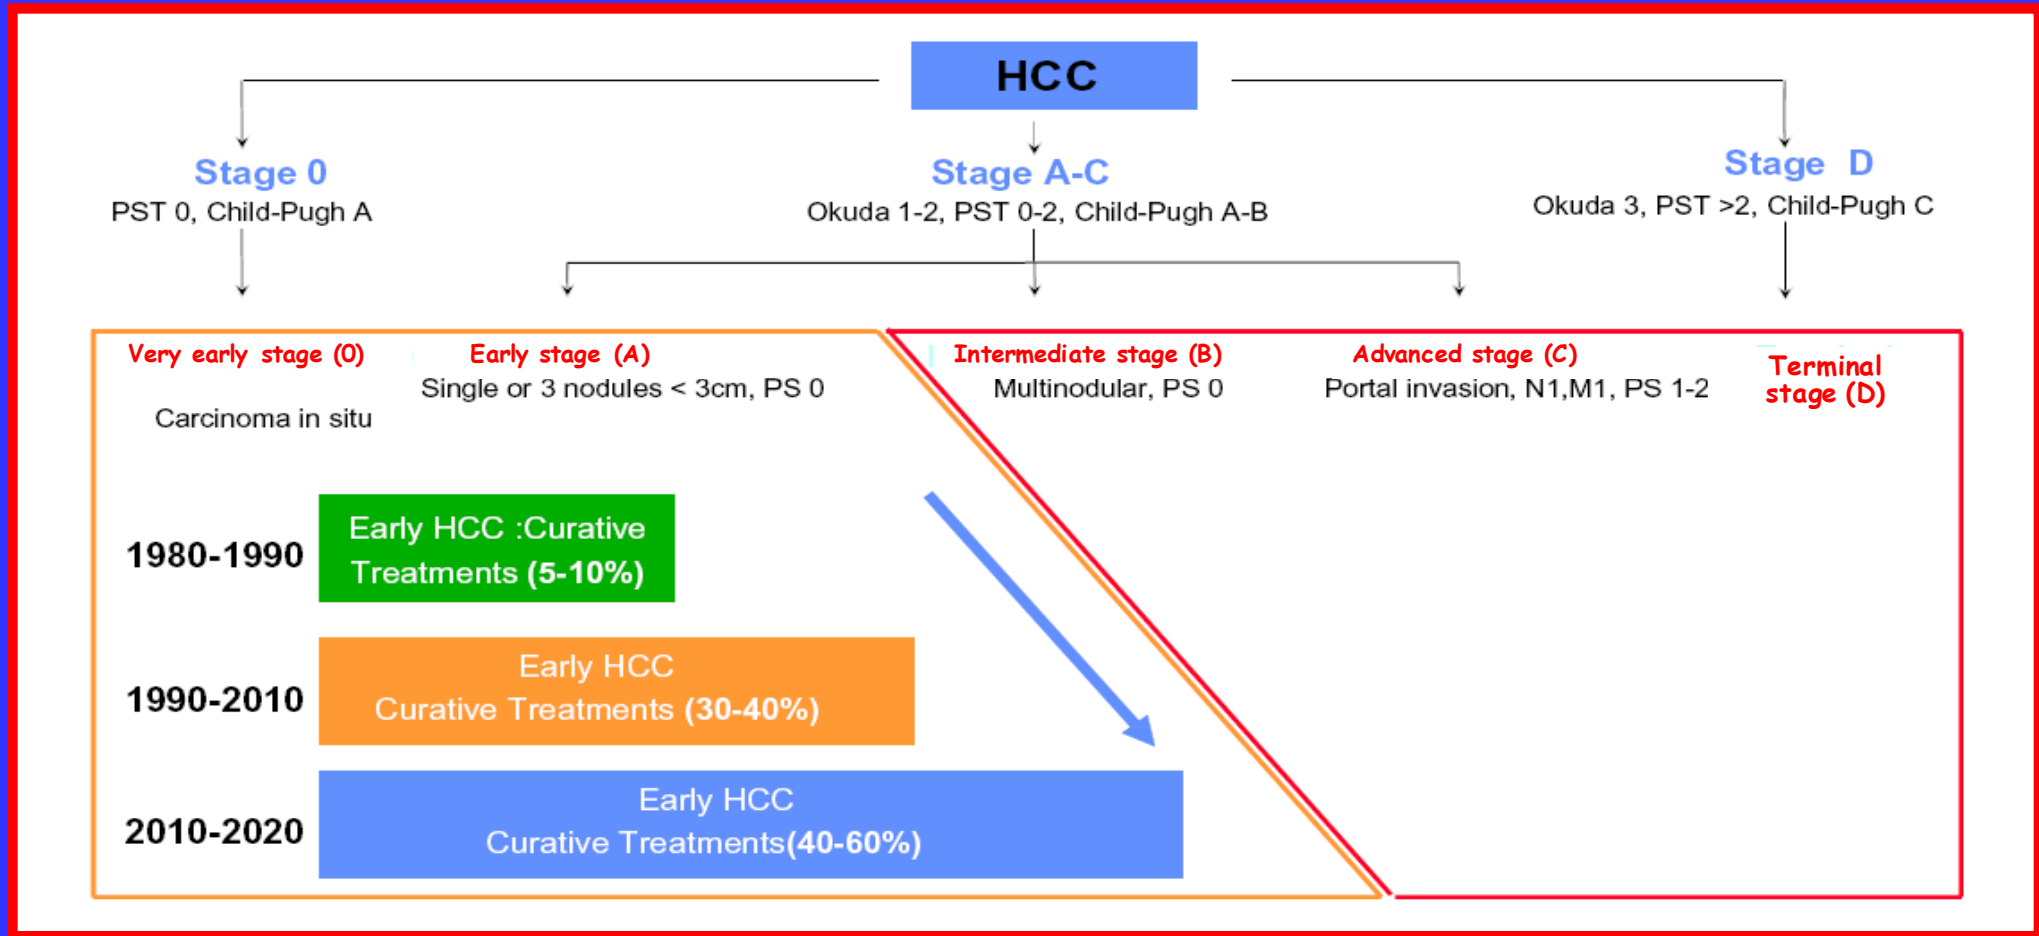 HCC
Stage 0
PST 0, Child-Pugh A
Stage A-C
Okuda 1-2, PST 0-2, Child-Pugh A-B
Stage D
Okuda 3, PST >2, Child-Pugh C
Very early stage (0)
Carcinoma in situ
Early stage (A)
Single or 3 nodules < 3cm, PS 0
Intermediate stage (B)
Multinodular, PS 0
Advanced stage (C)
Portal invasion, N1,M1, PS 1-2
Terminal
stage (D)
1980-1990
Early HCC :Curative
Treatments (5-10%)
1990-2010
Early HCC
Curative Treatments (30-40%)
2010-2020
Early HCC
Curative Treatments(40-60%)